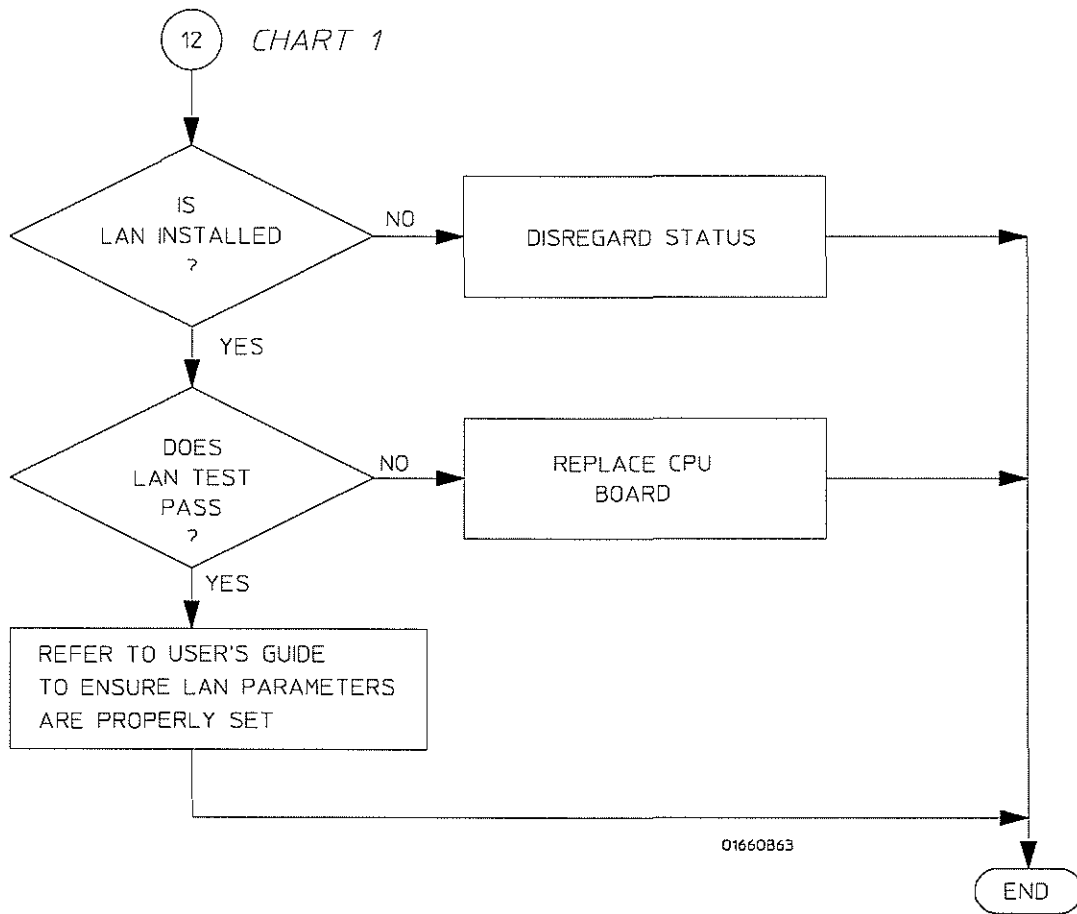 12 CHART 1
IS
LAN INSTALLED
?
NO
DISREGARD STATUS
YES
DOES
LAN TEST
PASS
?
NO
REPLACE CPU
BOARD
YES
REFER TO USER'S GUIDE
TO ENSURE LAN PARAMETERS
ARE PROPERLY SET
01660B63
END